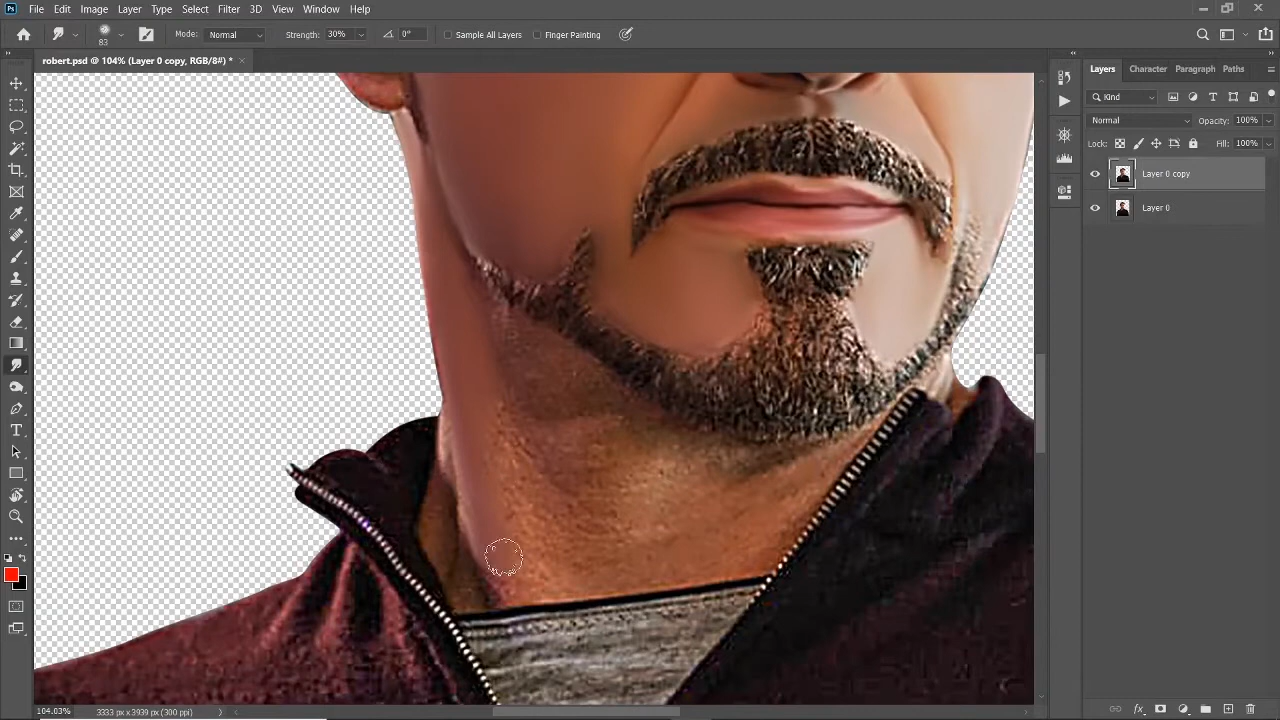 Ps File Edit Image Layer Type Select Filter 3D View Window Help
83 Mode: Normal Strength: 30% 0° Sample All Layers Finger Painting
robert.psd @ 104% (Layer 0 copy, RGB/8#) * ×
Layers Character Paragraph Paths
Kind
Normal Opacity: 100%
Lock: Fill: 100%
Layer 0 copy
Layer 0
104.03% 3333 px x 3939 px (300 ppi)